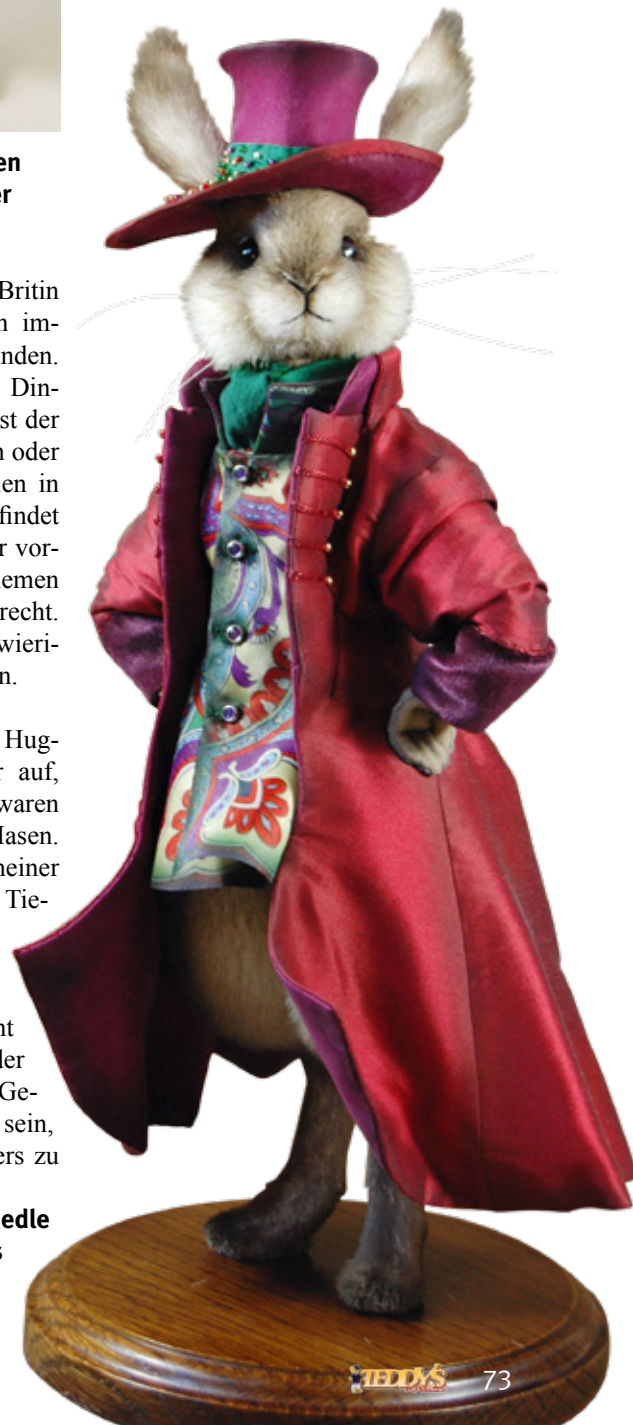 en
er
Britin
n im-
nden.
Din-
st der
n oder
en in
findet
r vor-
emen
recht.
wieri-
n.
Hug-
r auf,
waren
Hasen.
meiner
Tie-
nt
der
Ge-
sein,
ers zu
edle
s
TEDDYS
73